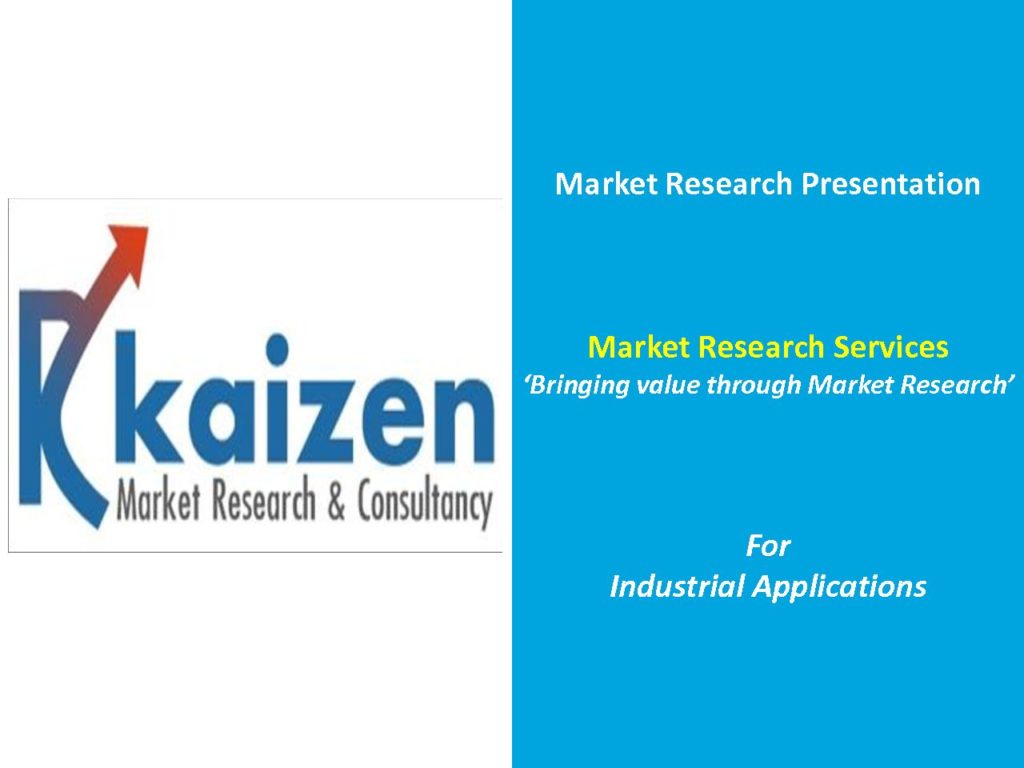 kaizen
Market Research & Consultancy
Market Research Presentation
Market Research Services
‘Bringing value through Market Research’
For
Industrial Applications